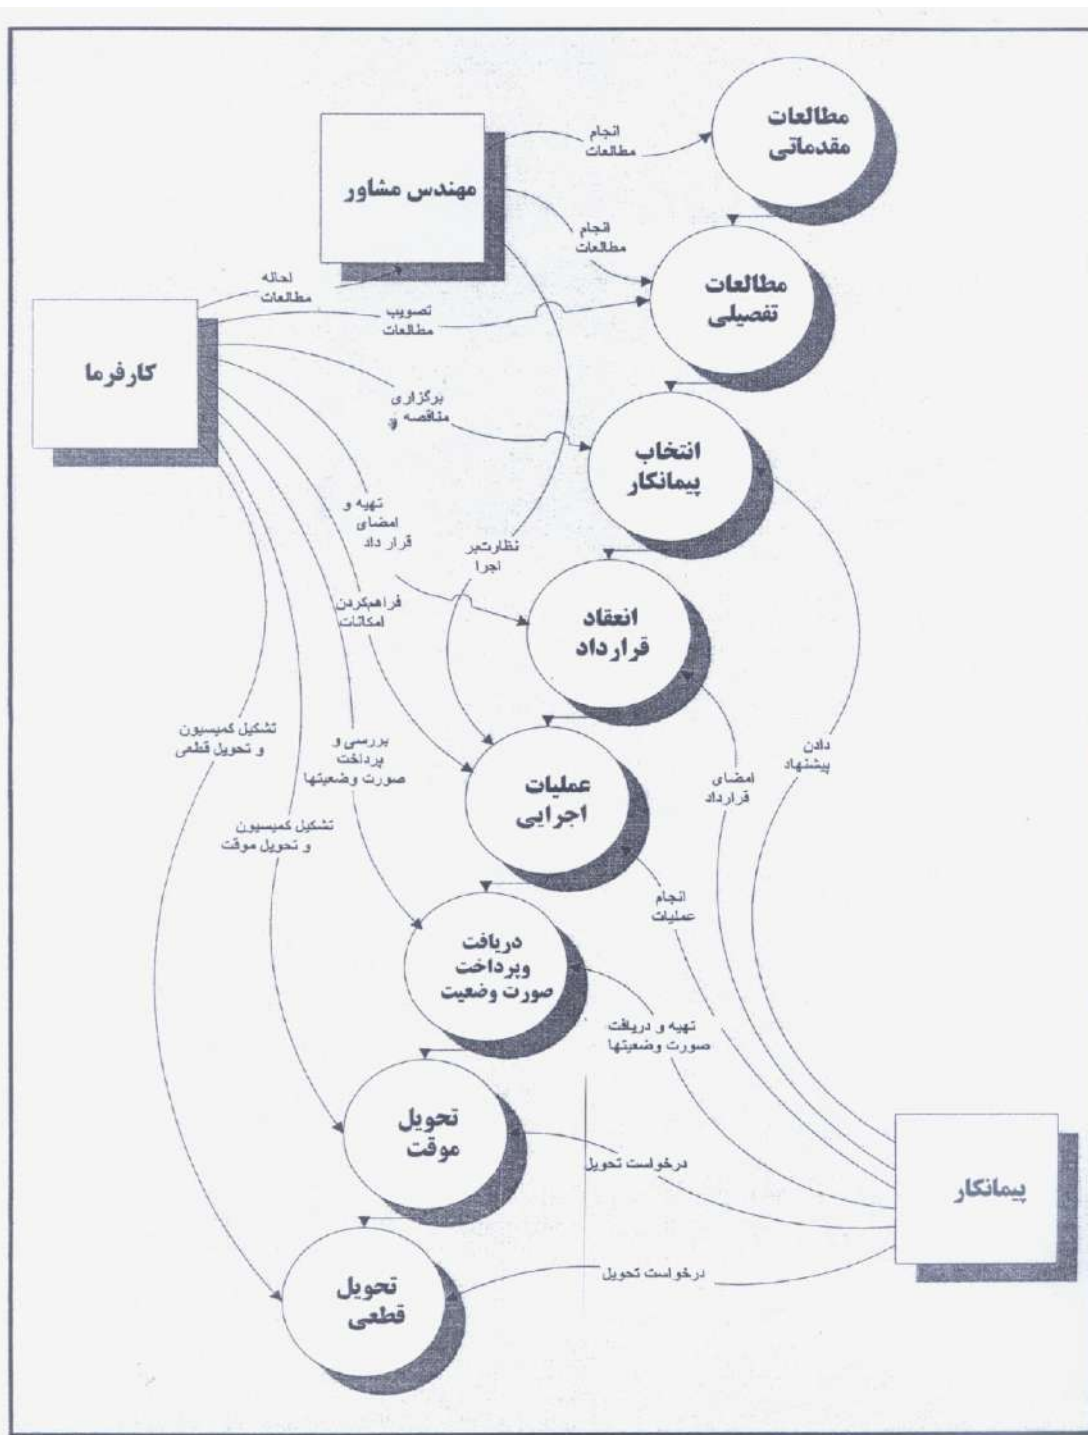 مطالعات
مقدماتی
انجام
مطالعات
مهندس مشاور
انجام
مطالعات
مطالعات
تفصیلی
احاله
مطالعات
تصویب
مطالعات
کارفرما
برگزاری
مناقصه و
انتخاب
پیمانکار
تهیه و
امضای
قرار داد
نظارت‌بر
اجرا
فراهم‌کردن
امکانات
انعقاد
قرارداد
تشکیل کمیسیون
و تحویل قطعی
بررسی و
پرداخت
صورت وضعیتها
دادن
پیشنهاد
امضای
قرارداد
عملیات
اجرایی
تشکیل کمیسیون
و تحویل موقت
انجام
عملیات
دریافت
وپرداخت
صورت وضعیت
تهیه و دریافت
صورت وضعیتها
تحویل
موقت
درخواست تحویل
پیمانکار
درخواست تحویل
تحویل
قطعی